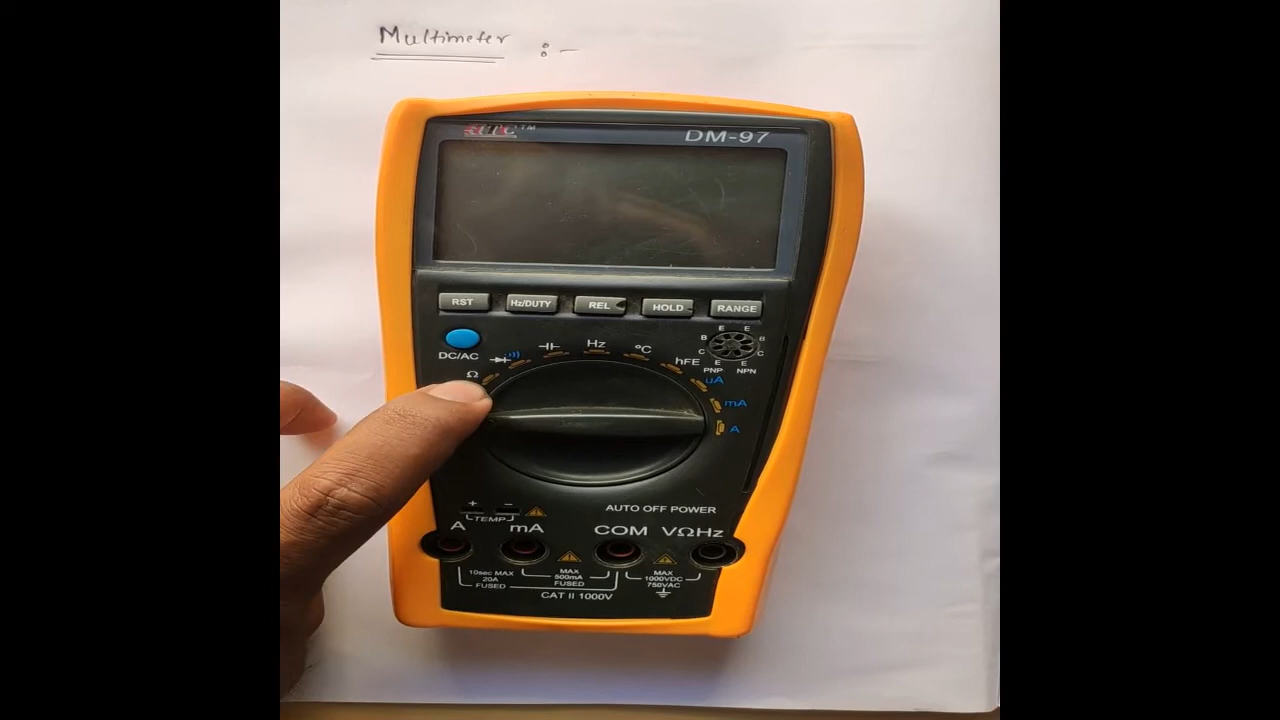 Multimeter :-
TM
DM-97
RST Hz/DUTY REL HOLD RANGE
DC/AC
Hz °C hFE
E E
B B
C C
E E
PNP NPN
Ω
uA
mA
A
AUTO OFF POWER
+ −
TEMP
A mA COM VΩHz
10sec MAX
20A
FUSED
MAX
500mA
FUSED
MAX
1000VDC
750VAC
CAT II 1000V